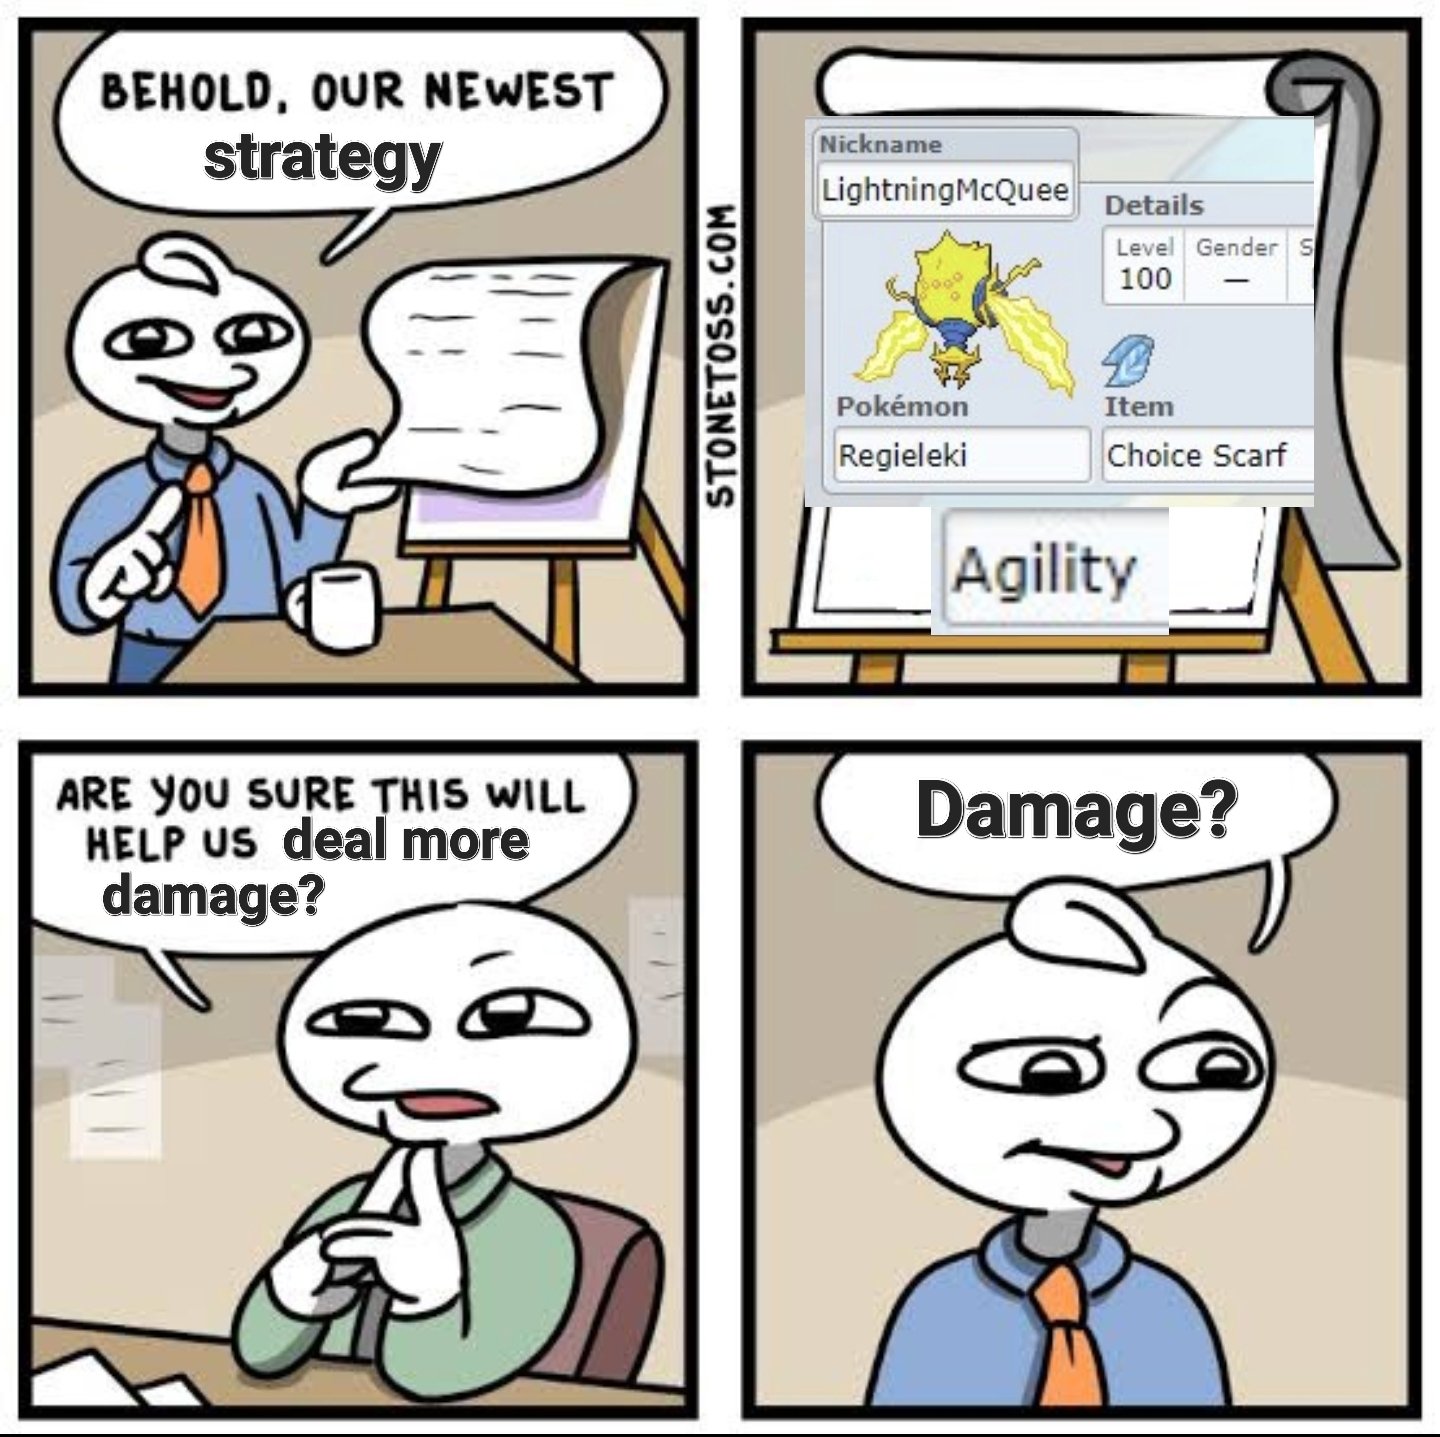 BEHOLD, OUR NEWEST
strategy
STONETOSS.COM
Nickname
LightningMcQuee
Details
Level Gender S
100 —
Pokémon
Item
Regieleki
Choice Scarf
Agility
ARE YOU SURE THIS WILL
HELP US deal more
damage?
Damage?